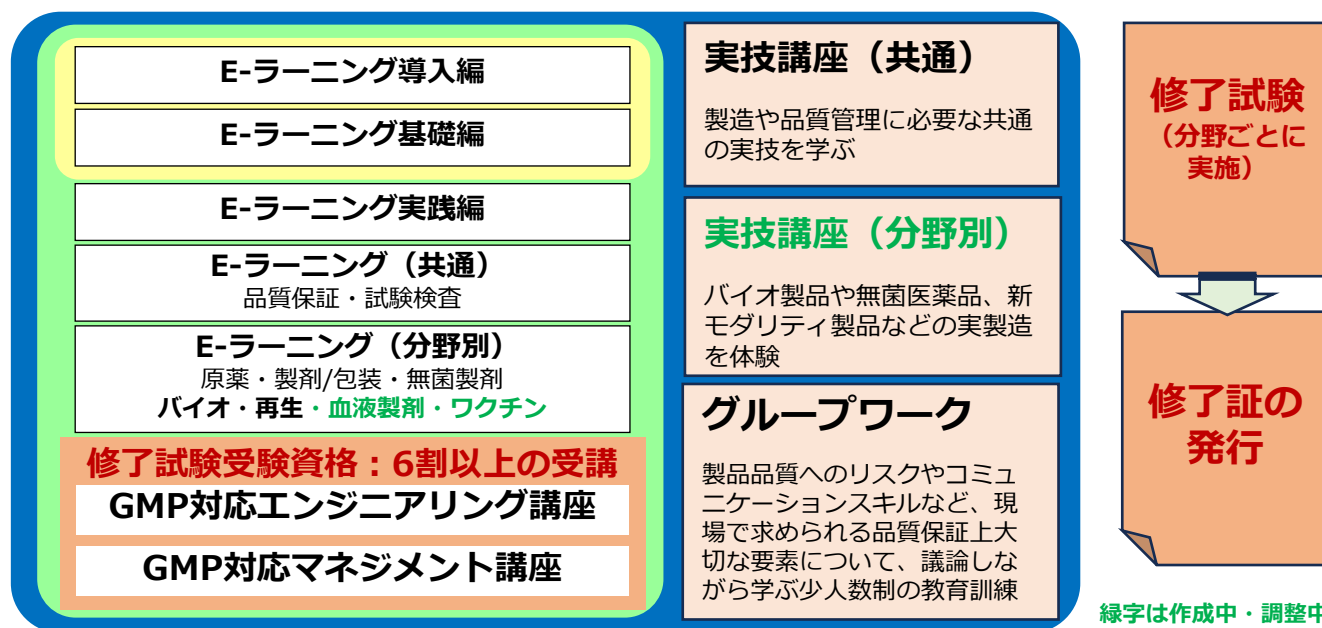 E-ラーニング導入編
E-ラーニング基礎編
E-ラーニング実践編
E-ラーニング（共通）
品質保証・試験検査
E-ラーニング（分野別）
原薬・製剤/包装・無菌製剤
バイオ・再生・血液製剤・ワクチン
修了試験受験資格：6割以上の受講
GMP対応エンジニアリング講座
GMP対応マネジメント講座
実技講座（共通）
製造や品質管理に必要な共通
の実技を学ぶ
実技講座（分野別）
バイオ製品や無菌医薬品、新
モダリティ製品などの実製造
を体験
グループワーク
製品品質へのリスクやコミュ
ニケーションスキルなど、現
場で求められる品質保証上大
切な要素について、議論しな
がら学ぶ少人数制の教育訓練
修了試験
（分野ごとに
実施）
修了証の
発行
緑字は作成中・調整中